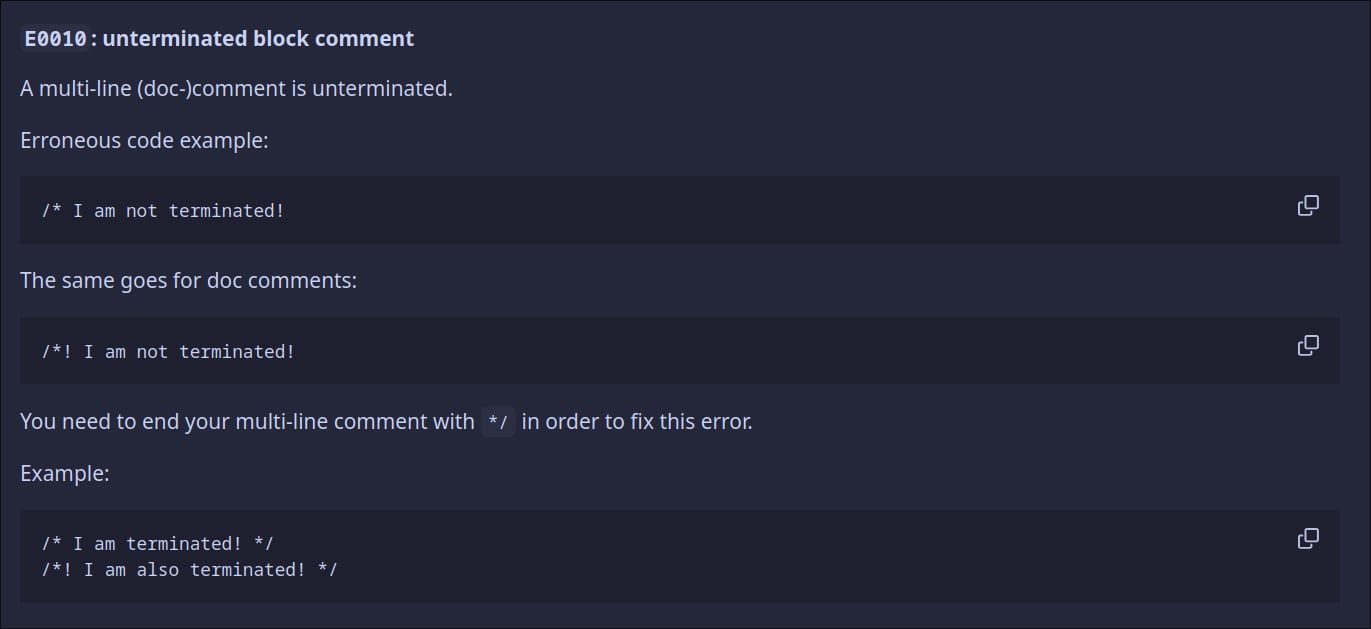 E0010: unterminated block comment
A multi-line (doc-)comment is unterminated.
Erroneous code example:
/* I am not terminated!
The same goes for doc comments:
/*! I am not terminated!
You need to end your multi-line comment with */ in order to fix this error.
Example:
/* I am terminated! */
/*! I am also terminated! */